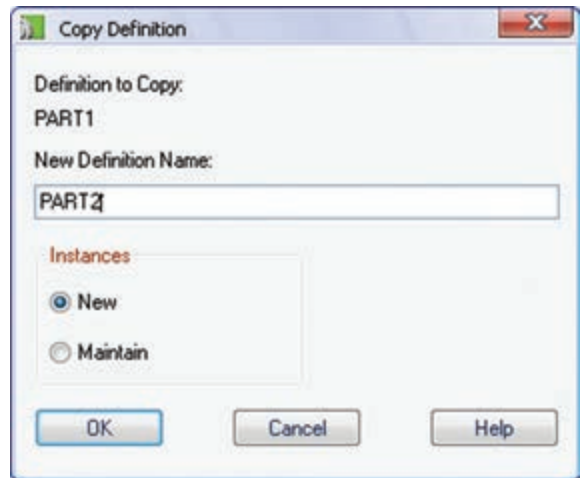 Copy Definition
Definition to Copy:
PART1
New Definition Name:
PART2
Instances
New
Maintain
OK Cancel Help